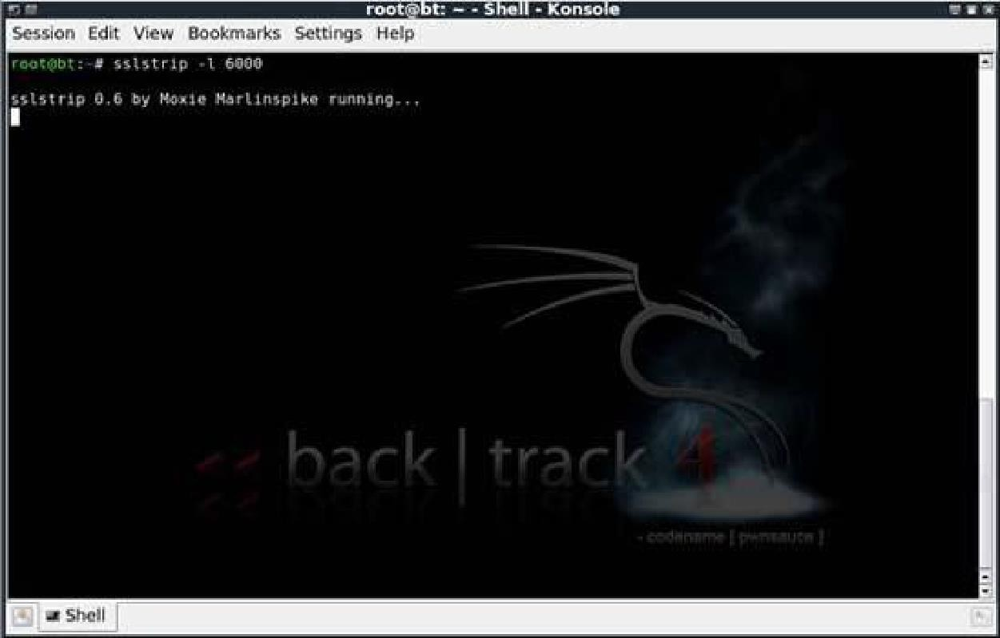 root@bt: ~ - Shell - Konsole
Session Edit View Bookmarks Settings Help
root@bt:~# sslstrip -l 6000
sslstrip 0.6 by Moxie Marlinspike running...
<< back | track 4
- codename [ pwnsauce ]
Shell